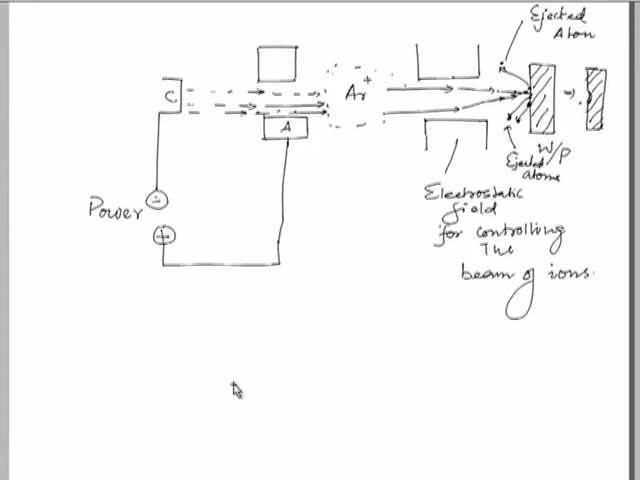 Ejected
Atom
C
Ar+
A
W/P
Ejected
atoms
Power
-
+
Electrostatic
field
for controlling
The
beam of ions.